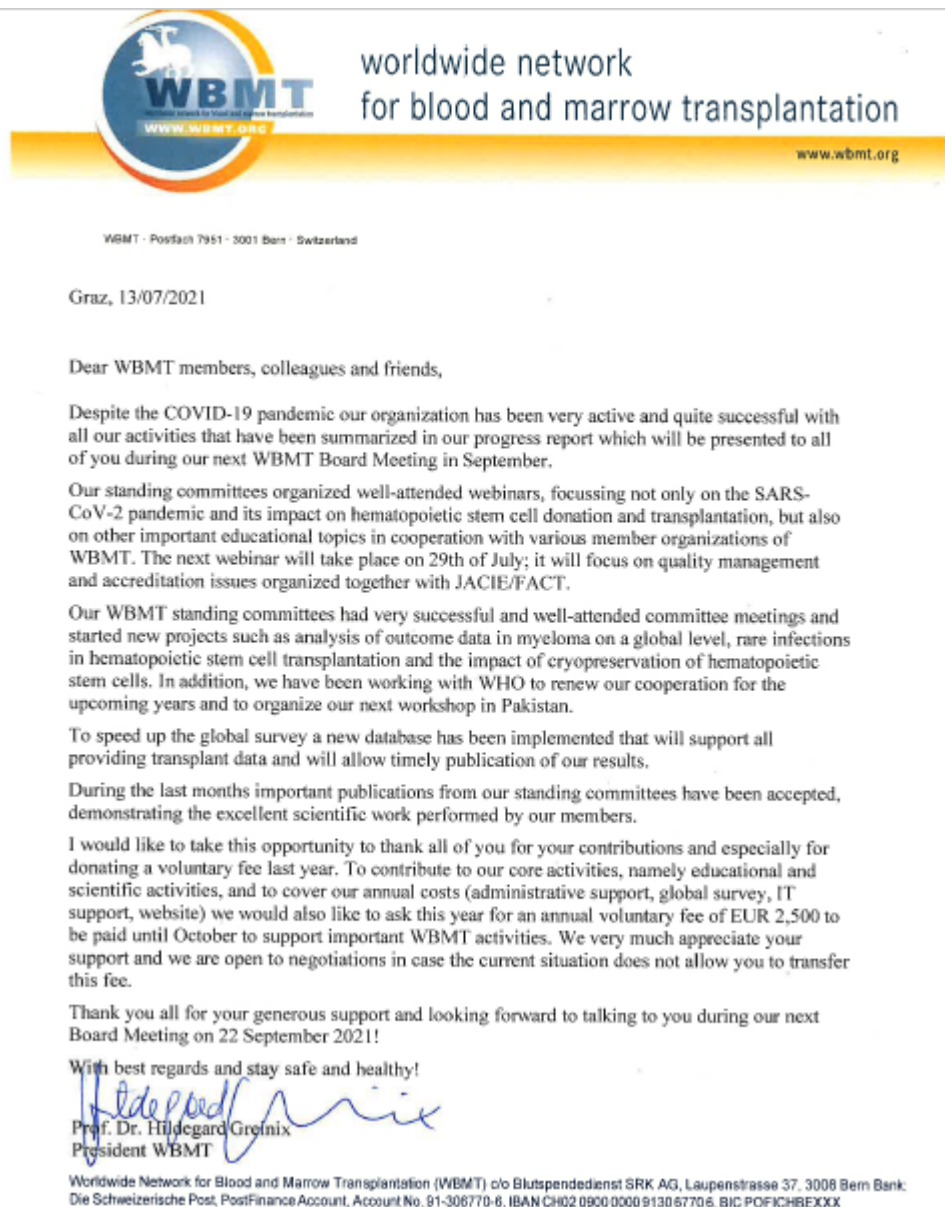 WBMT
worldwide network for blood and marrow transplantation
WWW.WBMT.ORG
worldwide network
for blood and marrow transplantation
www.wbmt.org
WBMT - Postfach 7951 - 3001 Bern - Switzerland
Graz, 13/07/2021
Dear WBMT members, colleagues and friends,
Despite the COVID-19 pandemic our organization has been very active and quite successful with
all our activities that have been summarized in our progress report which will be presented to all
of you during our next WBMT Board Meeting in September.
Our standing committees organized well-attended webinars, focussing not only on the SARS-
CoV-2 pandemic and its impact on hematopoietic stem cell donation and transplantation, but also
on other important educational topics in cooperation with various member organizations of
WBMT. The next webinar will take place on 29th of July; it will focus on quality management
and accreditation issues organized together with JACIE/FACT.
Our WBMT standing committees had very successful and well-attended committee meetings and
started new projects such as analysis of outcome data in myeloma on a global level, rare infections
in hematopoietic stem cell transplantation and the impact of cryopreservation of hematopoietic
stem cells. In addition, we have been working with WHO to renew our cooperation for the
upcoming years and to organize our next workshop in Pakistan.
To speed up the global survey a new database has been implemented that will support all
providing transplant data and will allow timely publication of our results.
During the last months important publications from our standing committees have been accepted,
demonstrating the excellent scientific work performed by our members.
I would like to take this opportunity to thank all of you for your contributions and especially for
donating a voluntary fee last year. To contribute to our core activities, namely educational and
scientific activities, and to cover our annual costs (administrative support, global survey, IT
support, website) we would also like to ask this year for an annual voluntary fee of EUR 2,500 to
be paid until October to support important WBMT activities. We very much appreciate your
support and we are open to negotiations in case the current situation does not allow you to transfer
this fee.
Thank you all for your generous support and looking forward to talking to you during our next
Board Meeting on 22 September 2021!
With best regards and stay safe and healthy!
Prof. Dr. Hildegard Greinix
President WBMT
Worldwide Network for Blood and Marrow Transplantation (WBMT) c/o Blutspendedienst SRK AG, Laupenstrasse 37, 3008 Bern Bank:
Die Schweizerische Post, PostFinance Account, Account No. 91-306770-6, IBAN CH02 0900 0000 9130 6770 6, BIC POFICHBEXXX